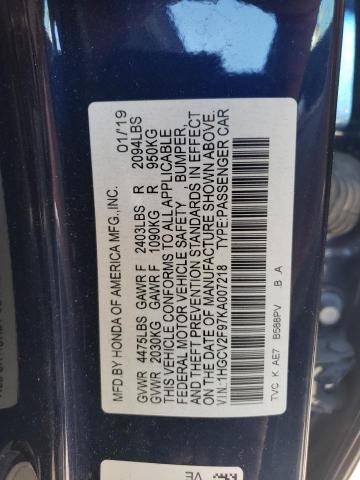 MFD.BY HONDA OF AMERICA MFG.,INC. 01/19
GVWR 4475LBS GAWR F 2403LBS R 2094LBS
GVWR 2030KG GAWR F 1090KG R 950KG
THIS VEHICLE CONFORMS TO ALL APPLICABLE
FEDERAL MOTOR VEHICLE SAFETY, BUMPER,
AND THEFT PREVENTION STANDARDS IN EFFECT
ON THE DATE OF MANUFACTURE SHOWN ABOVE.
V.I.N.:1HGCV2F97KA007218 TYPE:PASSENGER CAR
TVC K AE7 B588PV B .A
VE